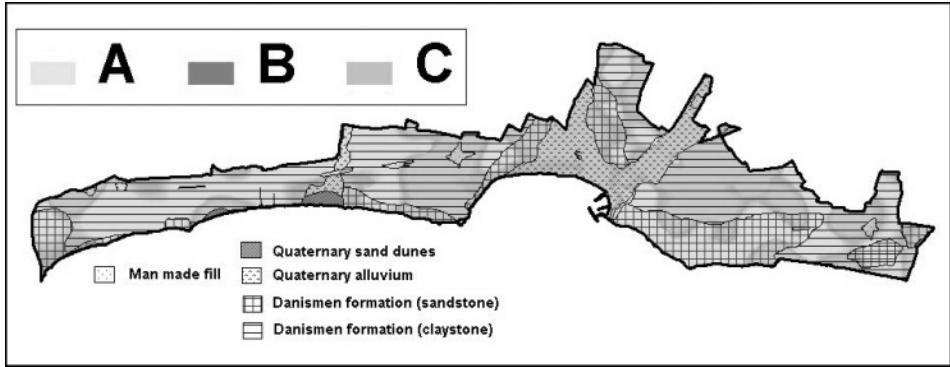 A B C
Quaternary sand dunes
Man made fill
Quaternary alluvium
Danismen formation (sandstone)
Danismen formation (claystone)